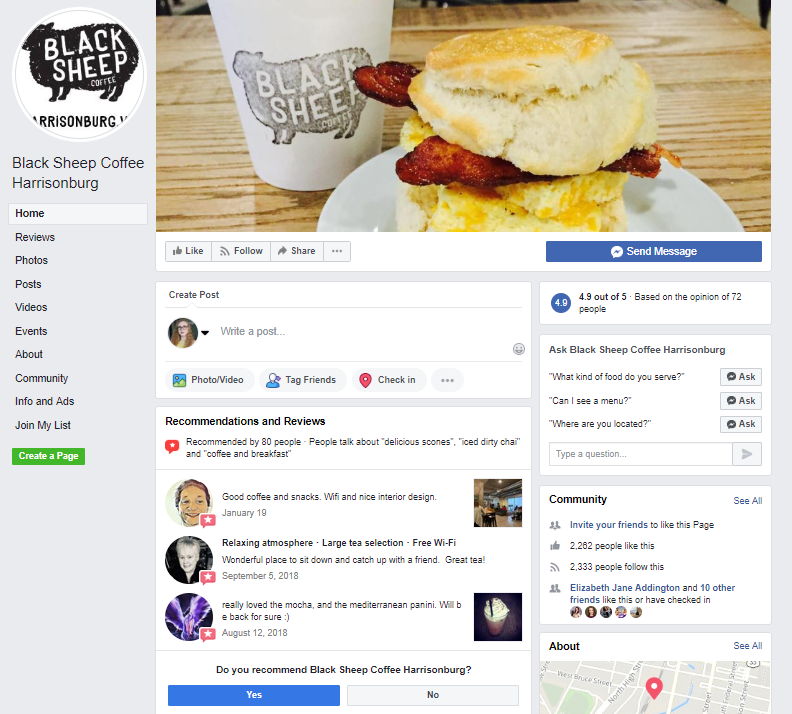 BLACK
SHEEP
COFFEE
ARRISONBURG, V
Black Sheep Coffee
Harrisonburg
Home
Reviews
Photos
Posts
Videos
Events
About
Community
Info and Ads
Join My List
Create a Page
BLACK
SHEEP
COFFEE
Like
Follow
Share
...
Send Message
Create Post
Write a post...
Photo/Video
Tag Friends
Check in
...
Recommendations and Reviews
Recommended by 80 people · People talk about "delicious scones", "iced dirty chai"
and "coffee and breakfast"
Good coffee and snacks. Wifi and nice interior design.
January 19
Relaxing atmosphere · Large tea selection · Free Wi-Fi
Wonderful place to sit down and catch up with a friend. Great tea!
September 5, 2018
really loved the mocha, and the mediterranean panini. Will b
e back for sure :)
August 12, 2018
Do you recommend Black Sheep Coffee Harrisonburg?
Yes
No
4.9
4.9 out of 5 · Based on the opinion of 72
people
Ask Black Sheep Coffee Harrisonburg
"What kind of food do you serve?"
Ask
"Can I see a menu?"
Ask
"Where are you located?"
Ask
Type a question...
Community
See All
Invite your friends to like this Page
2,262 people like this
2,333 people follow this
Elizabeth Jane Addington and 10 other
friends like this or have checked in
About
See All
West Bruce Street
North High Street